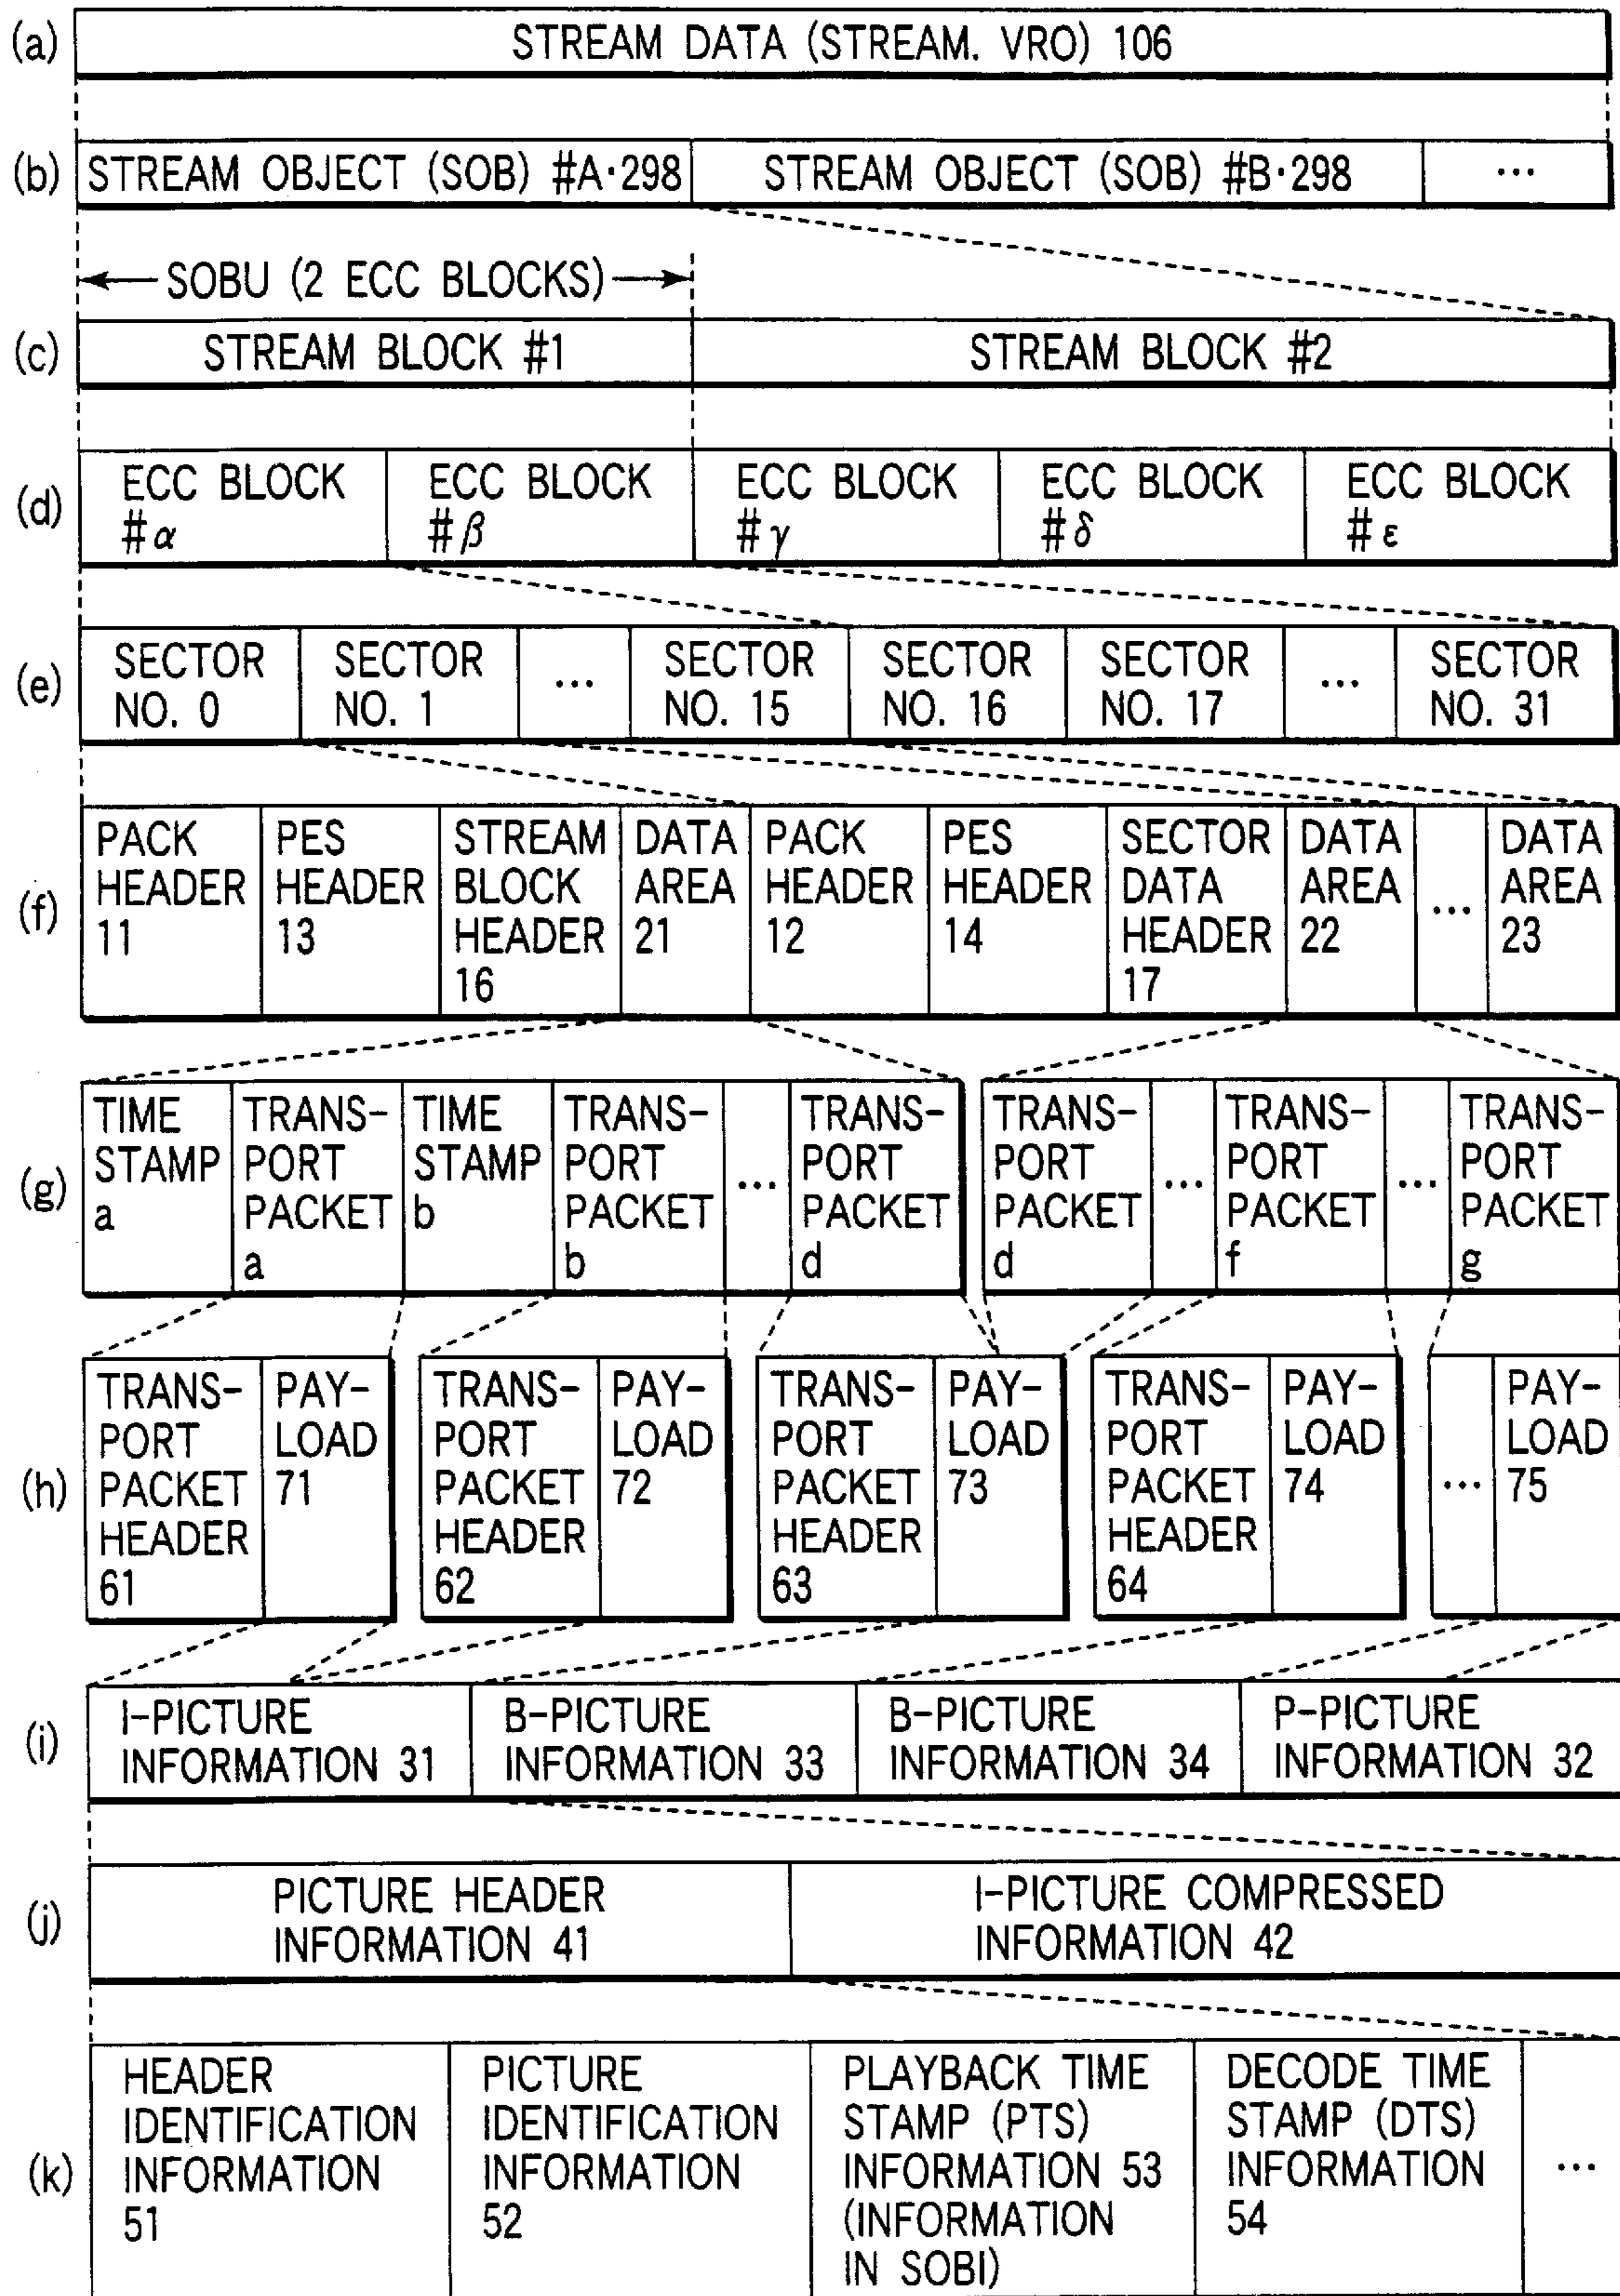 (a) STREAM DATA (STREAM. VRO) 106
(b) STREAM OBJECT (SOB) #A·298 STREAM OBJECT (SOB) #B·298 ...
SOBU (2 ECC BLOCKS)
(c) STREAM BLOCK #1 STREAM BLOCK #2
(d)
ECC BLOCK
#α
ECC BLOCK
#β
ECC BLOCK
#γ
ECC BLOCK
#δ
ECC BLOCK
#ε
(e)
SECTOR
NO. 0
SECTOR
NO. 1
...
SECTOR
NO. 15
SECTOR
NO. 16
SECTOR
NO. 17
...
SECTOR
NO. 31
(f)
PACK
HEADER
11
PES
HEADER
13
STREAM
BLOCK
HEADER
16
DATA
AREA
21
PACK
HEADER
12
PES
HEADER
14
SECTOR
DATA
HEADER
17
DATA
AREA
22
...
DATA
AREA
23
(g)
TIME
STAMP
a
TRANS-
PORT
PACKET
a
TIME
STAMP
b
TRANS-
PORT
PACKET
b
...
TRANS-
PORT
PACKET
d
TRANS-
PORT
PACKET
d
...
TRANS-
PORT
PACKET
f
...
TRANS-
PORT
PACKET
g
(h)
TRANS-
PORT
PACKET
HEADER
61
PAY-
LOAD
71
TRANS-
PORT
PACKET
HEADER
62
PAY-
LOAD
72
TRANS-
PORT
PACKET
HEADER
63
PAY-
LOAD
73
TRANS-
PORT
PACKET
HEADER
64
PAY-
LOAD
74
...
PAY-
LOAD
75
(i)
I-PICTURE
INFORMATION 31
B-PICTURE
INFORMATION 33
B-PICTURE
INFORMATION 34
P-PICTURE
INFORMATION 32
(j)
PICTURE HEADER
INFORMATION 41
I-PICTURE COMPRESSED
INFORMATION 42
(k)
HEADER
IDENTIFICATION
INFORMATION
51
PICTURE
IDENTIFICATION
INFORMATION
52
PLAYBACK TIME
STAMP (PTS)
INFORMATION 53
(INFORMATION
IN SOBI)
DECODE TIME
STAMP (DTS)
INFORMATION
54
...